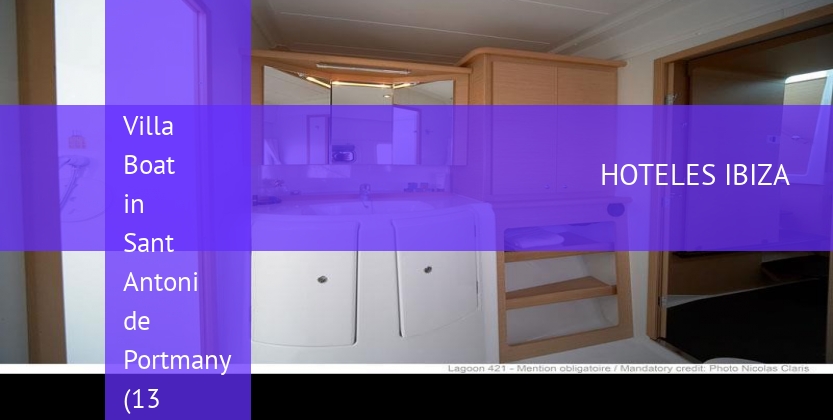 Villa
Boat
in
Sant
Antoni
de
Portmany
(13
HOTELES IBIZA
Lagoon 421 - Mention obligatoire / Mandatory credit: Photo Nicolas Claris